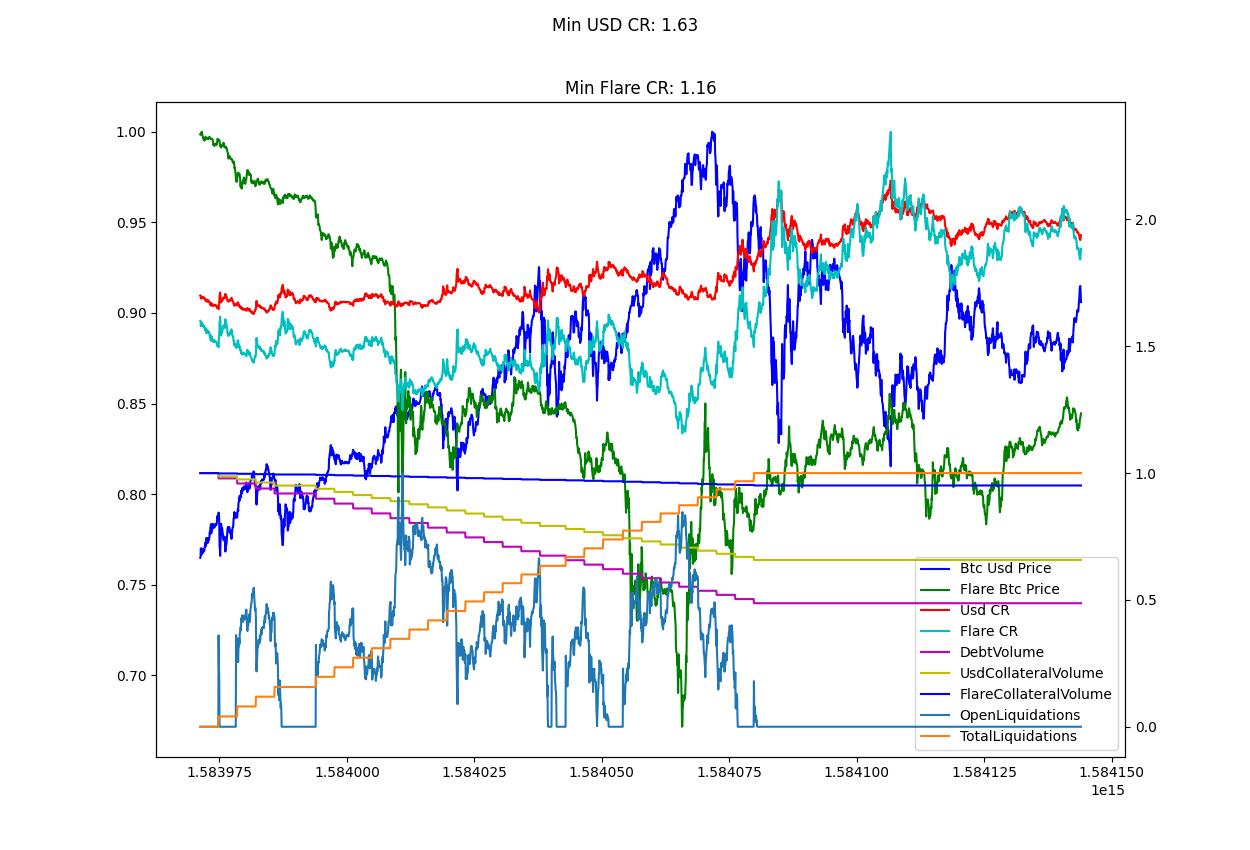 Min USD CR: 1.63
Min Flare CR: 1.16
1.00
0.95
0.90
0.85
0.80
0.75
0.70
2.0
1.5
1.0
0.5
0.0
Btc Usd Price
Flare Btc Price
Usd CR
Flare CR
DebtVolume
UsdCollateralVolume
FlareCollateralVolume
OpenLiquidations
TotalLiquidations
1.583975 1.584000 1.584025 1.584050 1.584075 1.584100 1.584125 1.584150
1e15